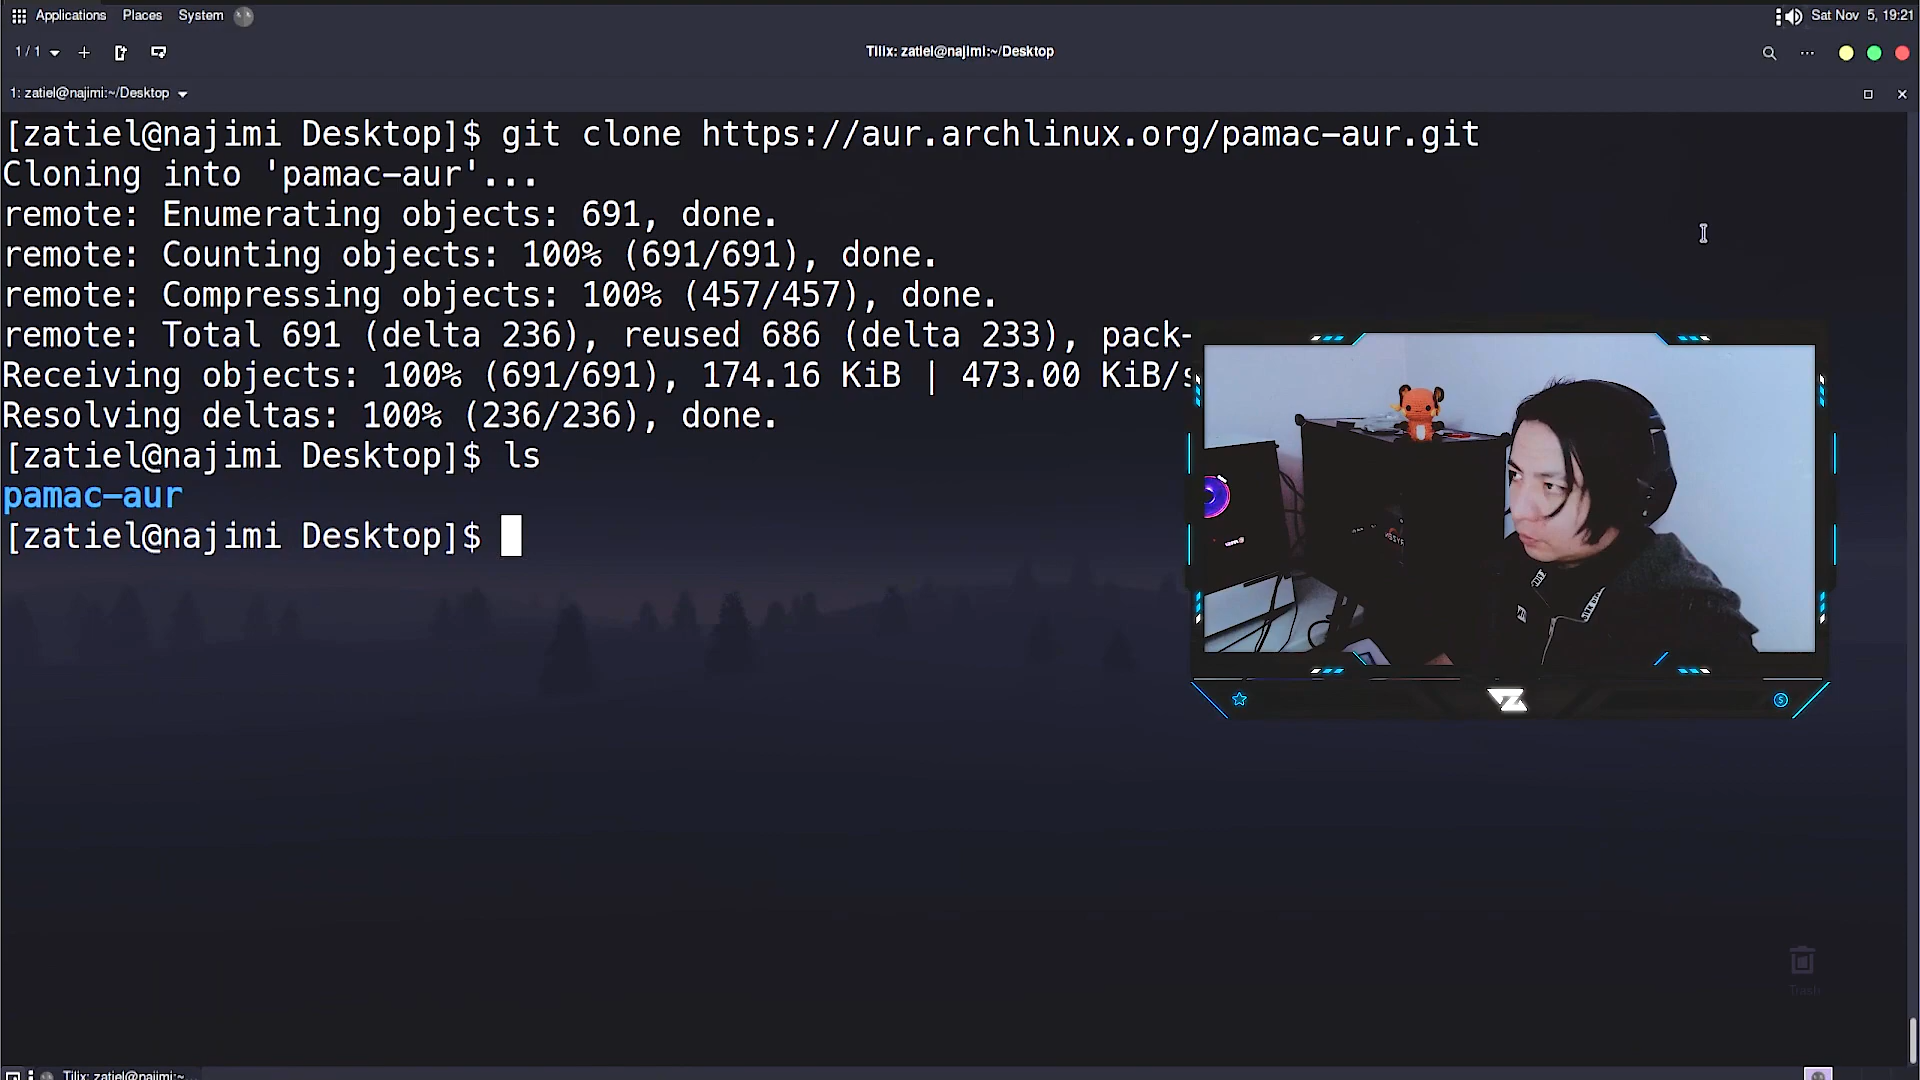 Applications Places System
Sat Nov 5, 19:21
1 / 1
Tilix: zatiel@najimi:~/Desktop
1: zatiel@najimi:~/Desktop
[zatiel@najimi Desktop]$ git clone https://aur.archlinux.org/pamac-aur.git
Cloning into 'pamac-aur'...
remote: Enumerating objects: 691, done.
remote: Counting objects: 100% (691/691), done.
remote: Compressing objects: 100% (457/457), done.
remote: Total 691 (delta 236), reused 686 (delta 233), pack-
Receiving objects: 100% (691/691), 174.16 KiB | 473.00 KiB/s
Resolving deltas: 100% (236/236), done.
[zatiel@najimi Desktop]$ ls
pamac-aur
[zatiel@najimi Desktop]$
Trash
Tilix: zatiel@najimi:~...